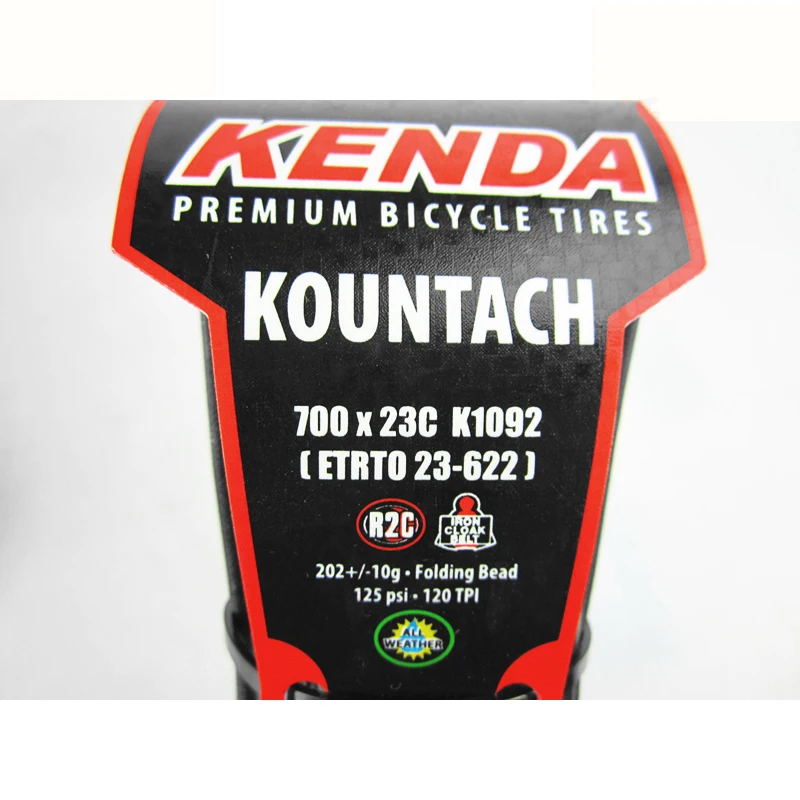 KENDA
PREMIUM BICYCLE TIRES
KOUNTACH
700 x 23C K1092
( ETRTO 23-622 )
R2C
IRON
CLOAK
BELT
202+/-10g • Folding Bead
125 psi • 120 TPI
ALL
WEATHER